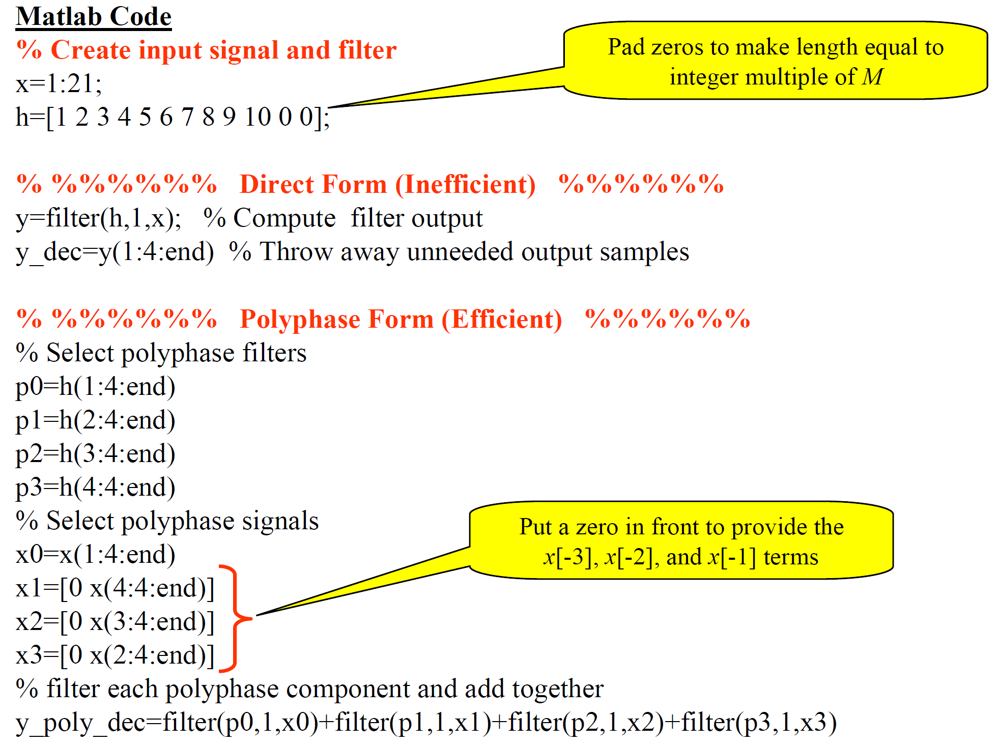 Matlab Code
% Create input signal and filter
x=1:21;
h=[1 2 3 4 5 6 7 8 9 10 0 0];
Pad zeros to make length equal to
integer multiple of M
% %%%%%% Direct Form (Inefficient) %%%%%%
y=filter(h,1,x); % Compute filter output
y_dec=y(1:4:end) % Throw away unneeded output samples
% %%%%%% Polyphase Form (Efficient) %%%%%%
% Select polyphase filters
p0=h(1:4:end)
p1=h(2:4:end)
p2=h(3:4:end)
p3=h(4:4:end)
% Select polyphase signals
x0=x(1:4:end)
x1=[0 x(4:4:end)]
x2=[0 x(3:4:end)]
x3=[0 x(2:4:end)]
Put a zero in front to provide the
x[-3], x[-2], and x[-1] terms
% filter each polyphase component and add together
y_poly_dec=filter(p0,1,x0)+filter(p1,1,x1)+filter(p2,1,x2)+filter(p3,1,x3)